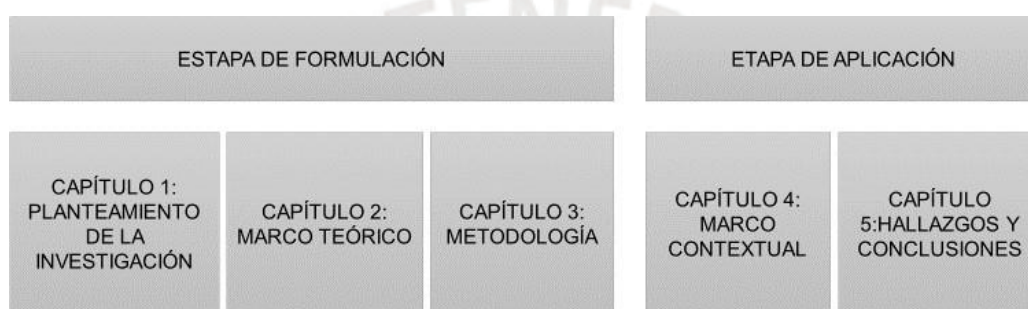 ESTAPA DE FORMULACIÓN
ETAPA DE APLICACIÓN
CAPÍTULO 1:
PLANTEAMIENTO
DE LA
INVESTIGACIÓN
CAPÍTULO 2:
MARCO TEÓRICO
CAPÍTULO 3:
METODOLOGÍA
CAPÍTULO 4:
MARCO
CONTEXTUAL
CAPÍTULO
5:HALLAZGOS Y
CONCLUSIONES